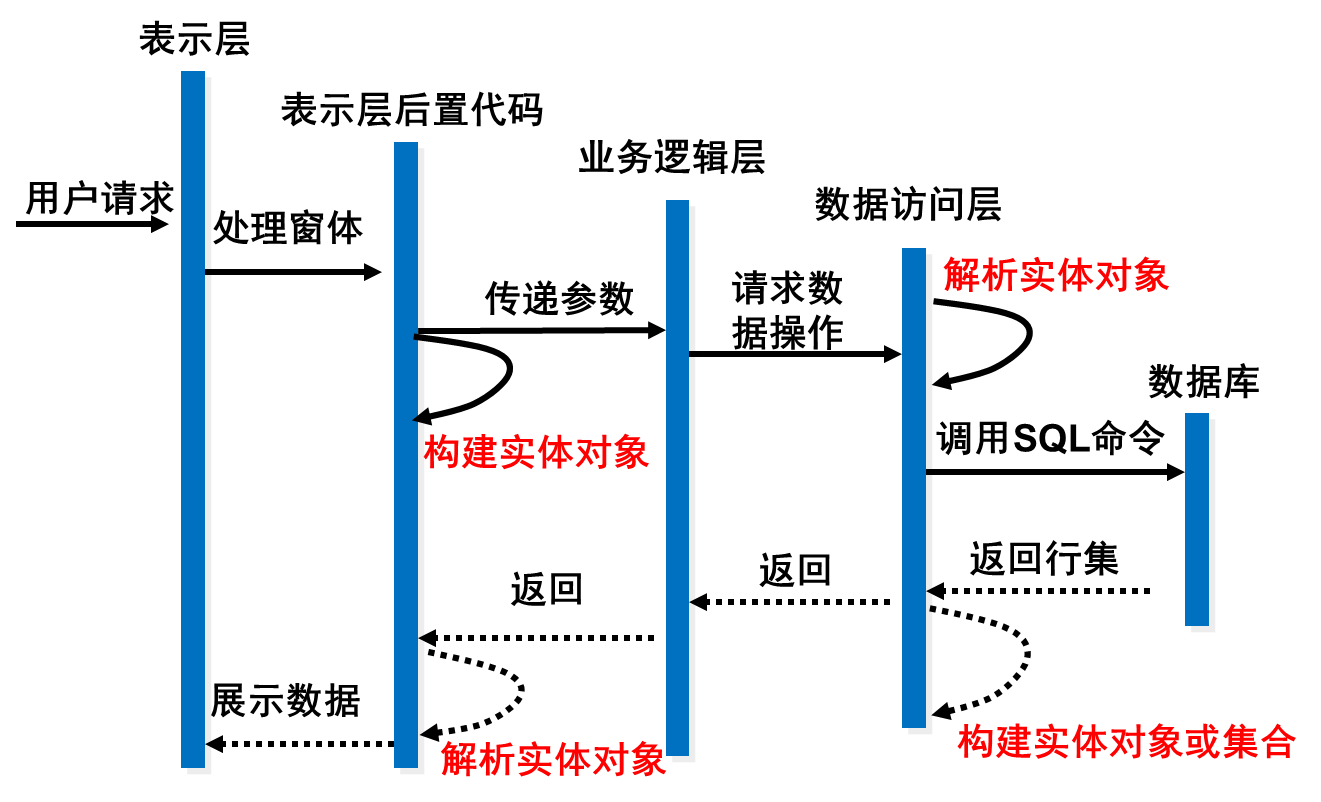 表示层
表示层后置代码
业务逻辑层
用户请求
数据访问层
处理窗体
解析实体对象
传递参数
请求数
据操作
数据库
构建实体对象
调用SQL命令
返回行集
返回
返回
展示数据
解析实体对象
构建实体对象或集合